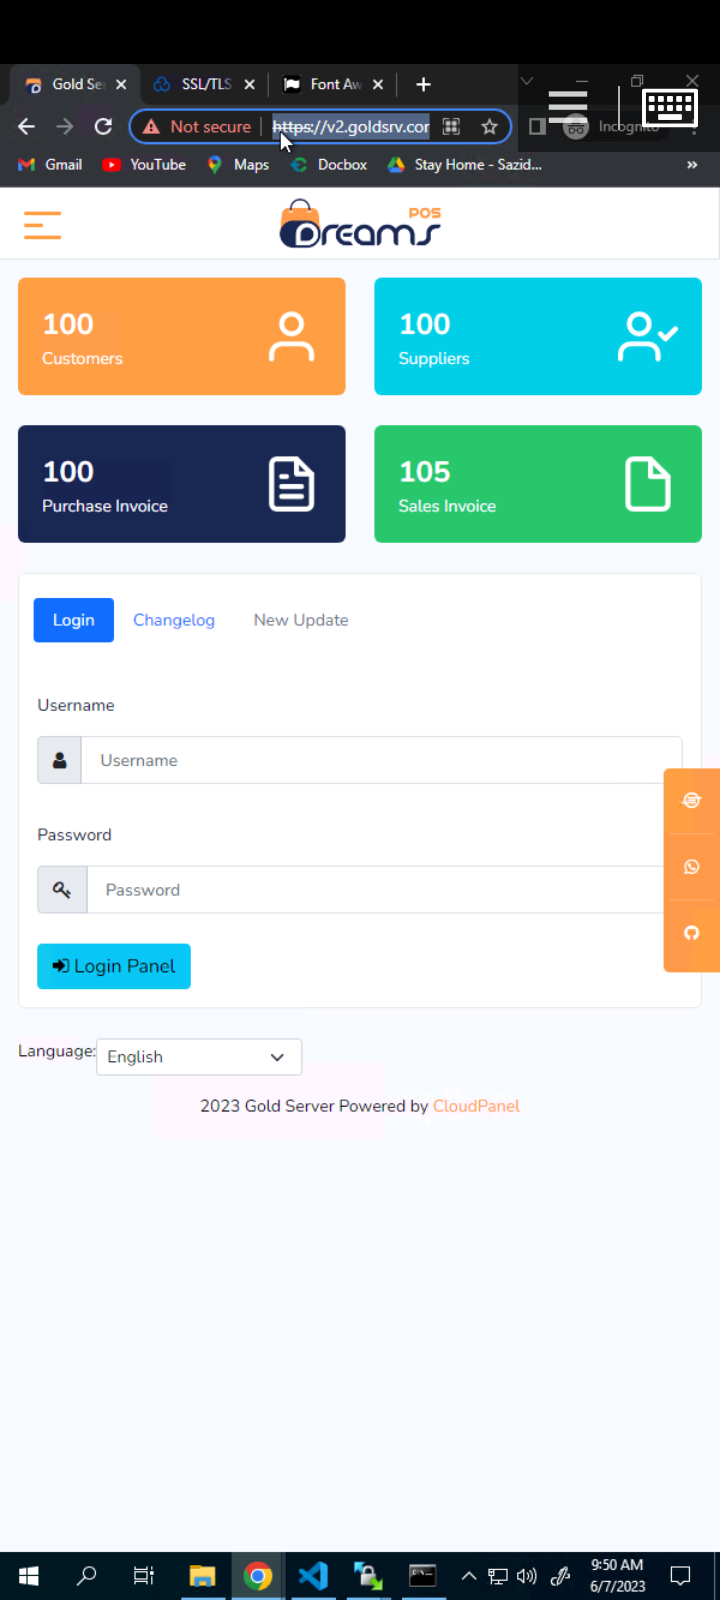 Gold Se
SSL/TLS
Font Aw
Not secure
https://v2.goldsrv.cor
Incognito
Gmail
YouTube
Maps
Docbox
Stay Home - Sazid...
»
Dreams POS
100
Customers
100
Suppliers
100
Purchase Invoice
105
Sales Invoice
Login
Changelog
New Update
Username
Username
Password
Password
Login Panel
Language:
English
2023 Gold Server Powered by CloudPanel
9:50 AM
6/7/2023